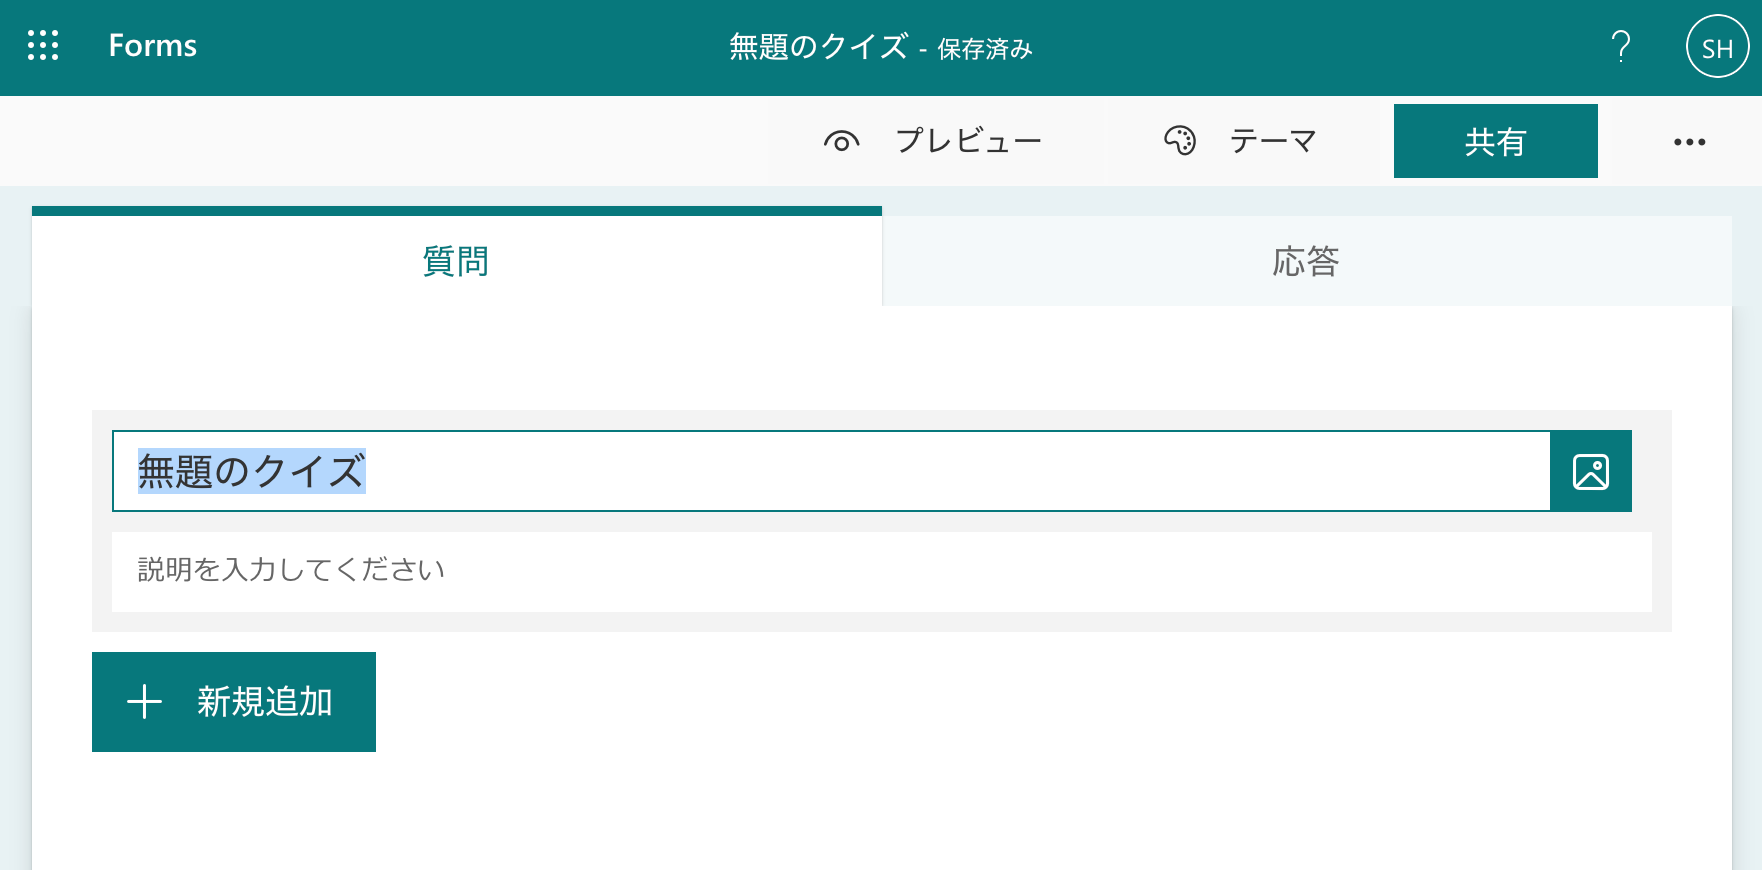 Forms
無題のクイズ - 保存済み
? SH
プレビュー
テーマ
共有
質問
応答
無題のクイズ
説明を入力してください
新規追加